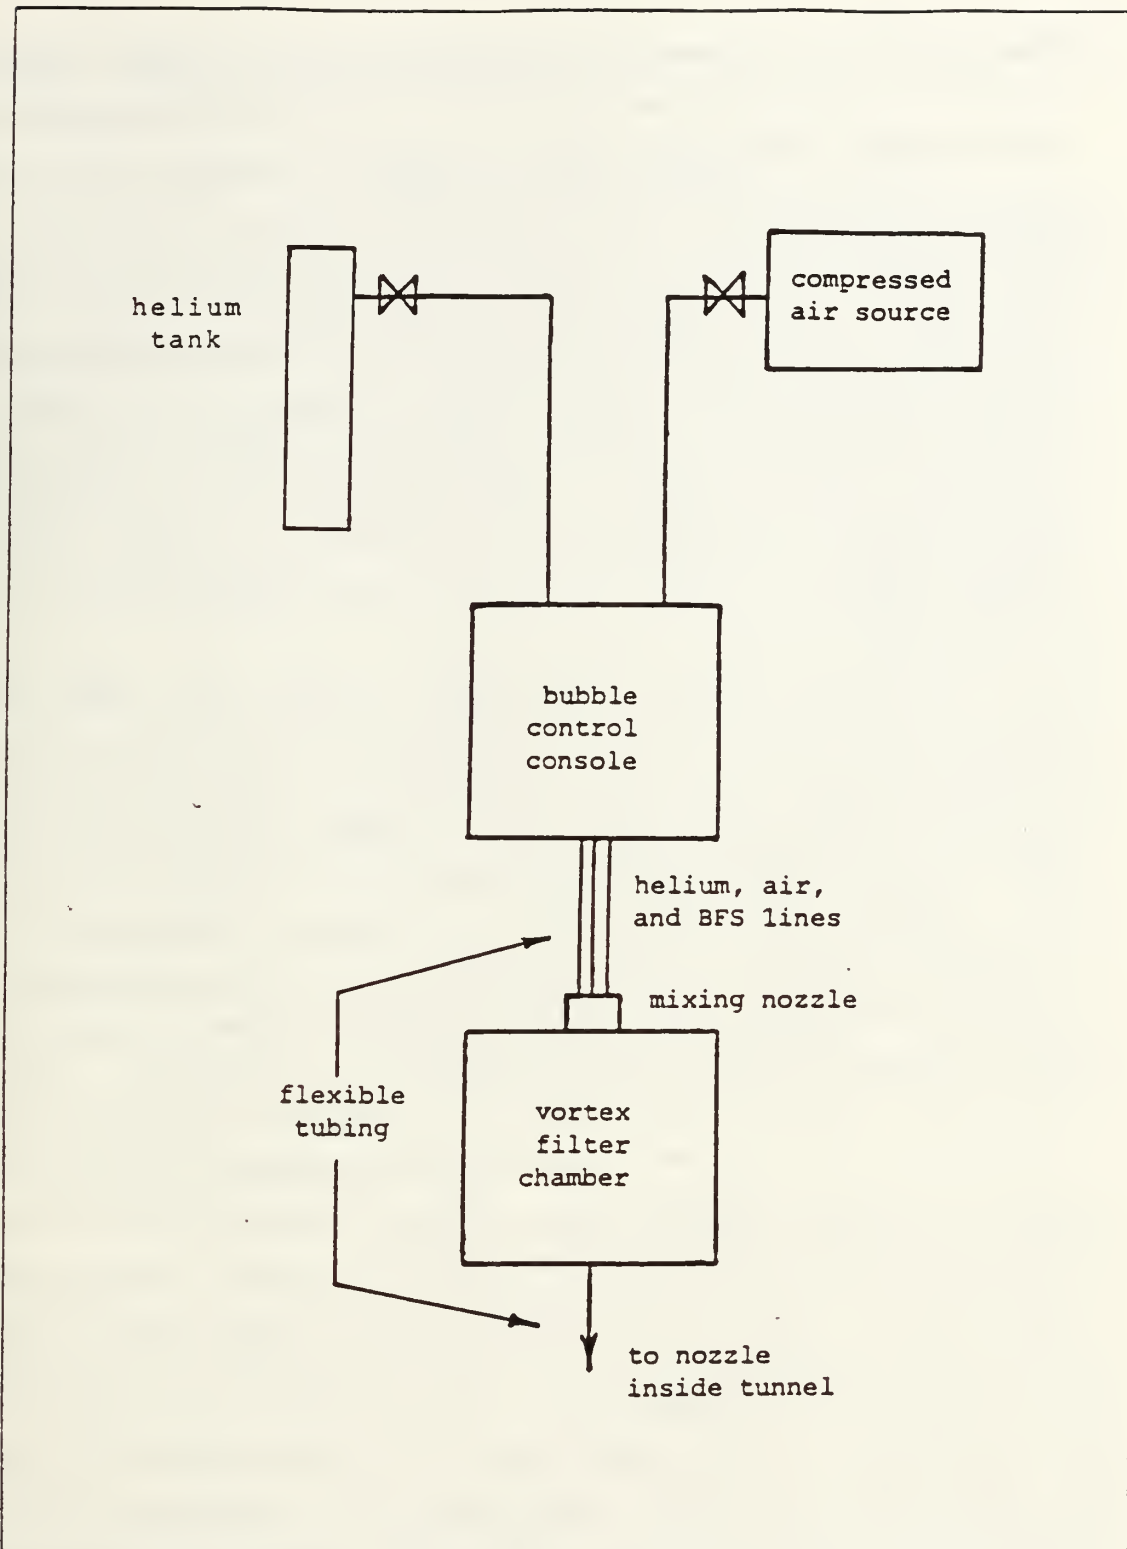 helium
tank
compressed
air source
bubble
control
console
helium, air,
and BFS lines
mixing nozzle
flexible
tubing
vortex
filter
chamber
to nozzle
inside tunnel